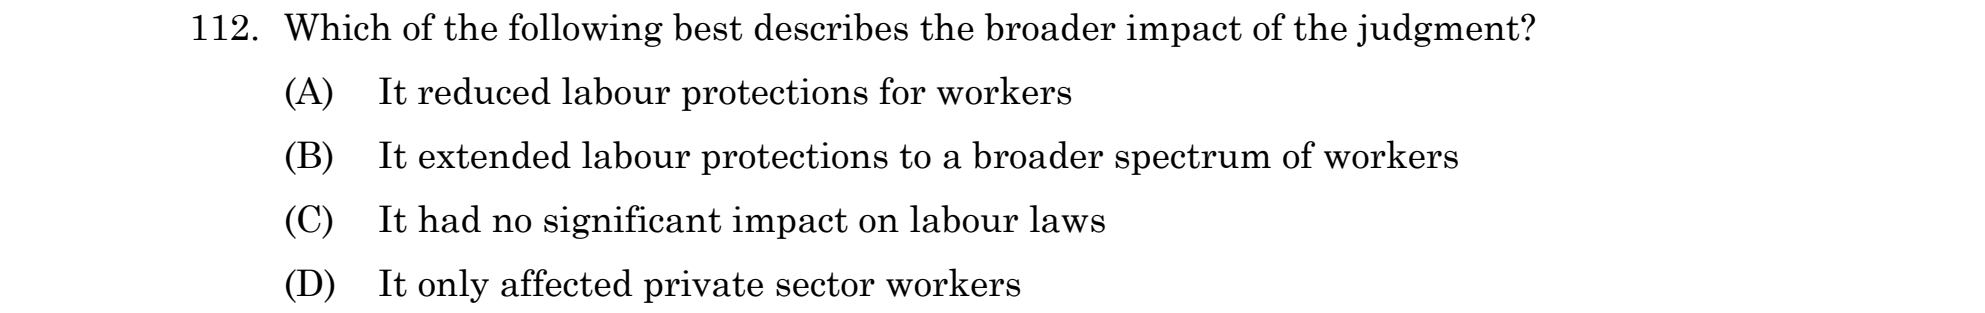 112. Which of the following best describes the broader impact of the judgment?
(A) It reduced labour protections for workers
(B) It extended labour protections to a broader spectrum of workers
(C) It had no significant impact on labour laws
(D) It only affected private sector workers